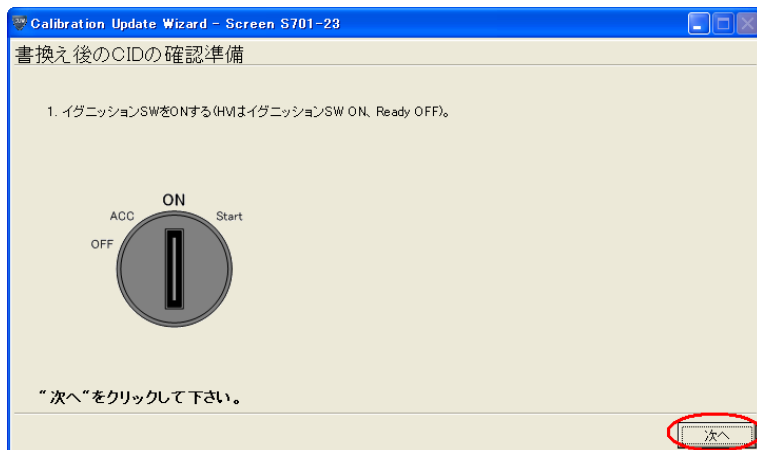 Calibration Update Wizard - Screen S701-23
書換え後のCIDの確認準備
1. イグニッションSWをONする(HVはイグニッションSW ON、Ready OFF)。
ON
ACC
Start
OFF
"次へ"をクリックして下さい。
次へ